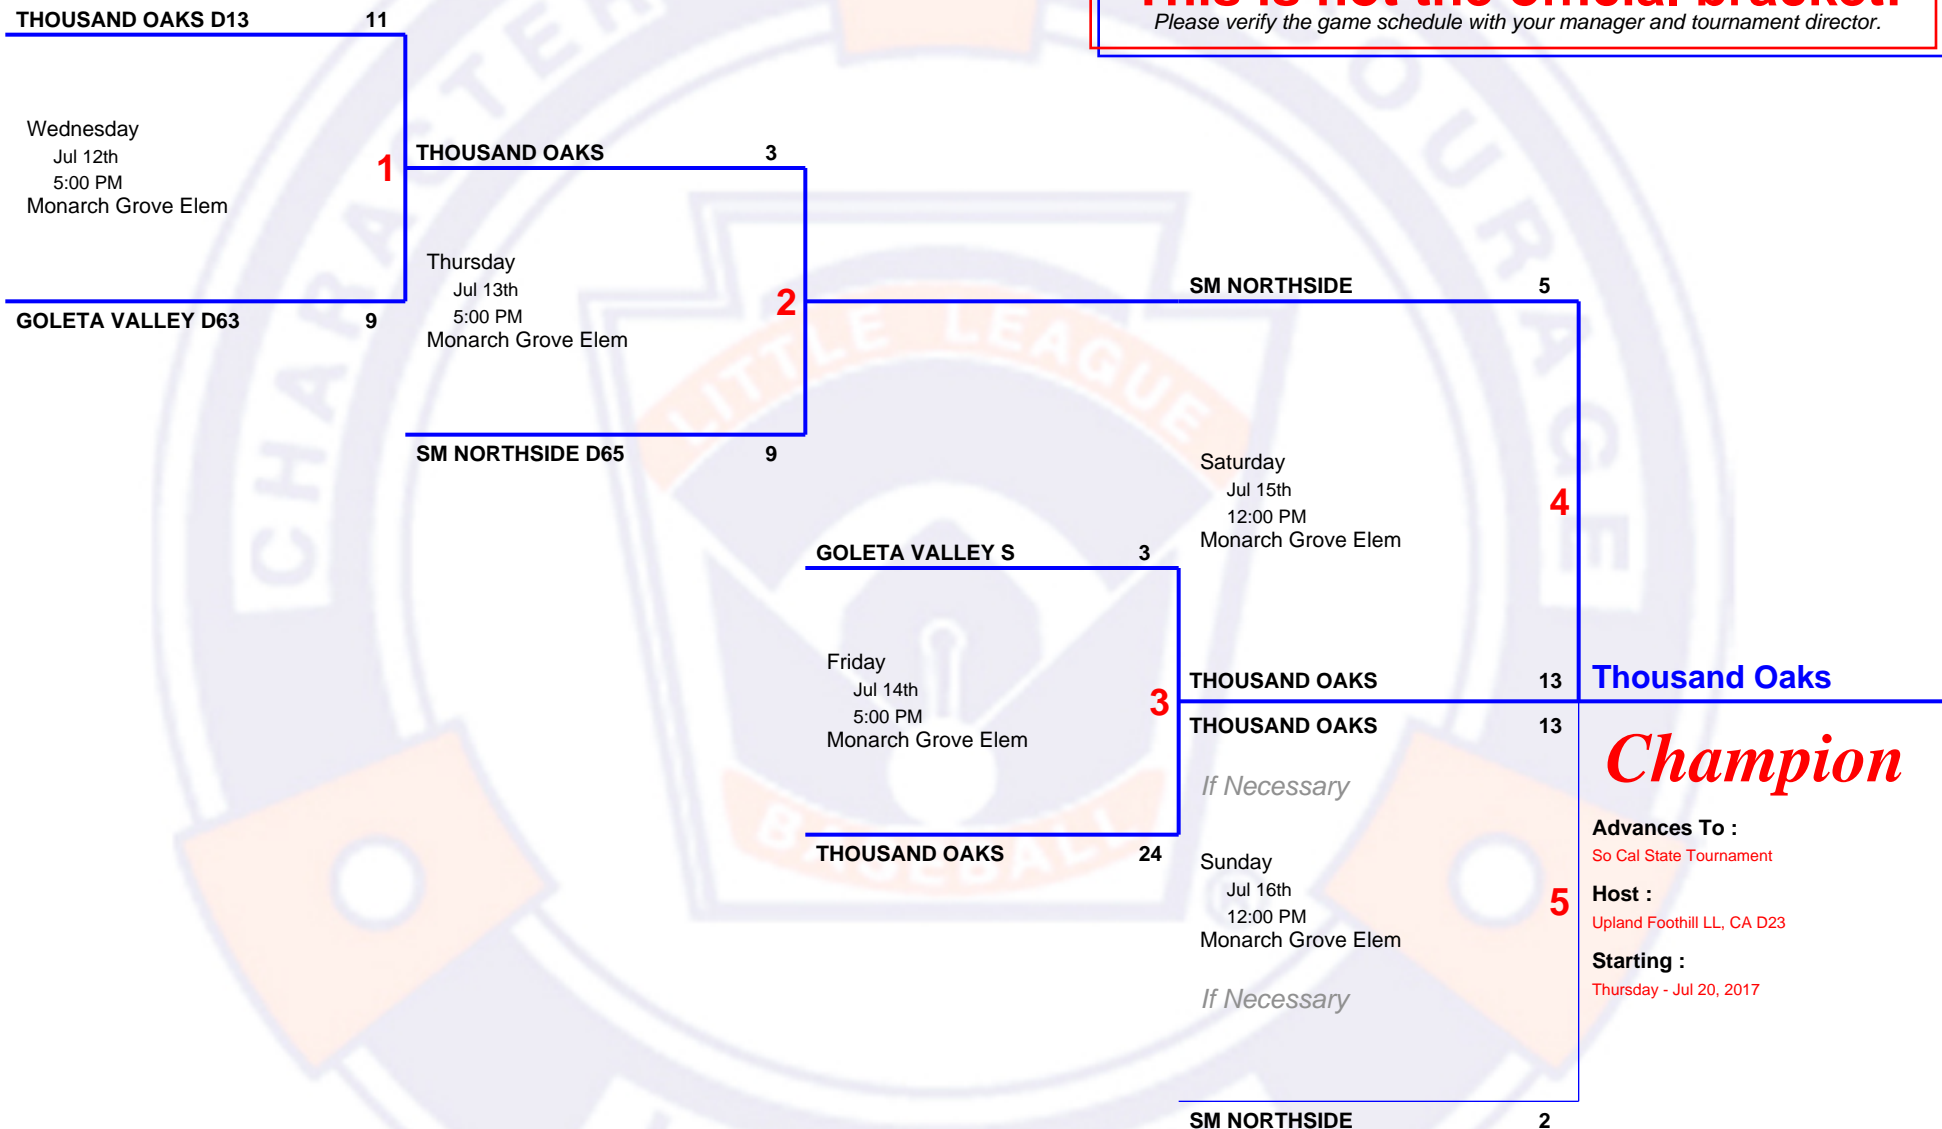 This is not the official bracket!
Please verify the game schedule with your manager and tournament director.
THOUSAND OAKS D13 11
Wednesday
Jul 12th
5:00 PM
Monarch Grove Elem
1
GOLETA VALLEY D63 9
THOUSAND OAKS 3
Thursday
Jul 13th
5:00 PM
Monarch Grove Elem
2
SM NORTHSIDE D65 9
GOLETA VALLEY S 3
Friday
Jul 14th
5:00 PM
Monarch Grove Elem
3
THOUSAND OAKS 24
SM NORTHSIDE 5
Saturday
Jul 15th
12:00 PM
Monarch Grove Elem
4
THOUSAND OAKS 13
THOUSAND OAKS 13
If Necessary
Sunday
Jul 16th
12:00 PM
Monarch Grove Elem
5
If Necessary
SM NORTHSIDE 2
Thousand Oaks
Champion
Advances To :
So Cal State Tournament
Host :
Upland Foothill LL, CA D23
Starting :
Thursday - Jul 20, 2017
CHARACTER
COURAGE
LITTLE LEAGUE
BASEBALL
®